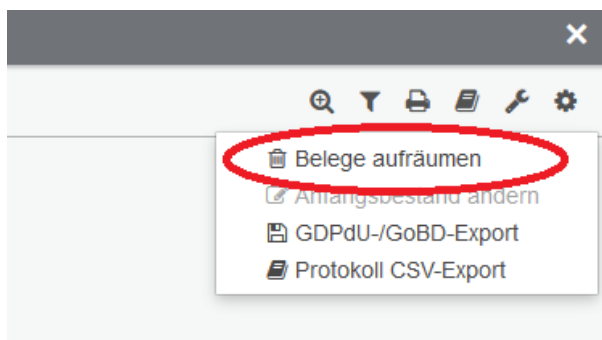 Belege aufräumen
Anfangsbestand ändern
GDPdU-/GoBD-Export
Protokoll CSV-Export